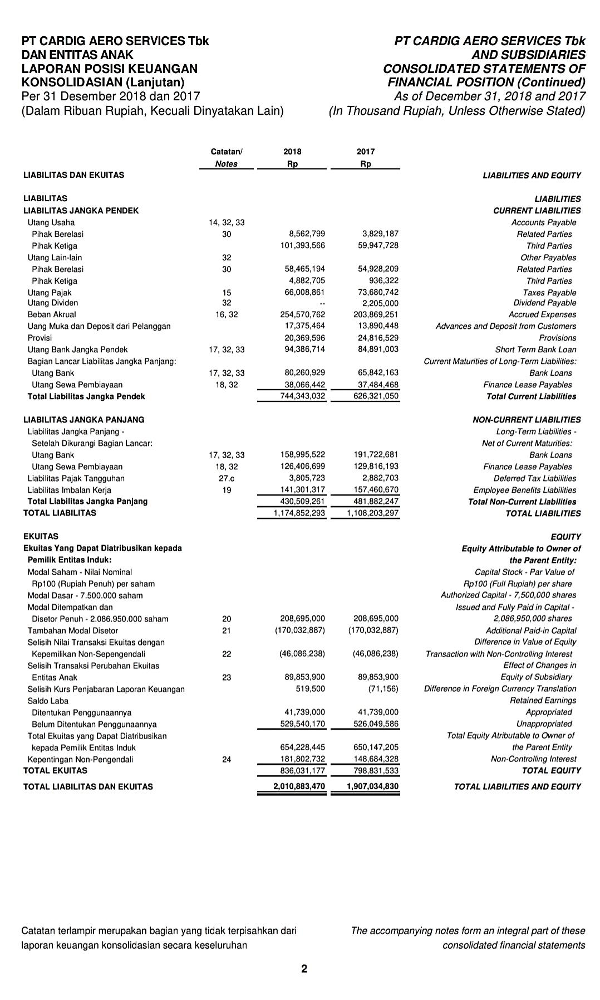 PT CARDIG AERO SERVICES Tbk PT CARDIG AERO SERVICES Tbk
DAN ENTITAS ANAK AND SUBSIDIARIES
LAPORAN POSISI KEUANGAN CONSOLIDATED STATEMENTS OF
KONSOLIDASIAN (Lanjutan) FINANCIAL POSITION (Continued)
Per 31 Desember 2018 dan 2017 As of December 31, 2018 and 2017
(Dalam Ribuan Rupiah, Kecuali Dinyatakan Lain) (In Thousand Rupiah, Unless Otherwise Stated)
Catatan/ 2018 2017
Notes Rp Rp
LIABILITAS DAN EKUITAS LIABILITIES AND EQUITY
LIABILITAS LIABILITIES
LIABILITAS JANGKA PENDEK CURRENT LIABILITIES
Utang Usaha 14, 32, 33 Accounts Payable
Pihak Berelasi 30 8,562,799 3,829,187 Related Parties
Pihak Ketiga 101,393,566 59,947,728 Third Parties
Utang Lain-lain 32 Other Payables
Pihak Berelasi 30 58,465,194 54,928,209 Related Parties
Pihak Ketiga 4,882,705 936,322 Third Parties
Utang Pajak 15 66,008,861 73,680,742 Taxes Payable
Utang Dividen 32 -- 2,205,000 Dividend Payable
Beban Akrual 16, 32 254,570,762 203,869,251 Accrued Expenses
Uang Muka dan Deposit dari Pelanggan 17,375,464 13,890,448 Advances and Deposit from Customers
Provisi 20,369,596 24,816,529 Provisions
Utang Bank Jangka Pendek 17, 32, 33 94,386,714 84,891,003 Short Term Bank Loan
Bagian Lancar Liabilitas Jangka Panjang: Current Maturities of Long-Term Liabilities:
Utang Bank 17, 32, 33 80,260,929 65,842,163 Bank Loans
Utang Sewa Pembiayaan 18, 32 38,066,442 37,484,468 Finance Lease Payables
Total Liabilitas Jangka Pendek 744,343,032 626,321,050 Total Current Liabilities
LIABILITAS JANGKA PANJANG NON-CURRENT LIABILITIES
Liabilitas Jangka Panjang - Long-Term Liabilities -
Setelah Dikurangi Bagian Lancar: Net of Current Maturities:
Utang Bank 17, 32, 33 158,995,522 191,722,681 Bank Loans
Utang Sewa Pembiayaan 18, 32 126,406,699 129,816,193 Finance Lease Payables
Liabilitas Pajak Tangguhan 27.c 3,805,723 2,882,703 Deferred Tax Liabilities
Liabilitas Imbalan Kerja 19 141,301,317 157,460,670 Employee Benefits Liabilities
Total Liabilitas Jangka Panjang 430,509,261 481,882,247 Total Non-Current Liabilities
TOTAL LIABILITAS 1,174,852,293 1,108,203,297 TOTAL LIABILITIES
EKUITAS EQUITY
Ekuitas Yang Dapat Diatribusikan kepada Equity Attributable to Owner of
Pemilik Entitas Induk: the Parent Entity:
Modal Saham - Nilai Nominal Capital Stock - Par Value of
Rp100 (Rupiah Penuh) per saham Rp100 (Full Rupiah) per share
Modal Dasar - 7.500.000 saham Authorized Capital - 7,500,000 shares
Modal Ditempatkan dan Issued and Fully Paid in Capital -
Disetor Penuh - 2.086.950.000 saham 20 208,695,000 208,695,000 2,086,950,000 shares
Tambahan Modal Disetor 21 (170,032,887) (170,032,887) Additional Paid-in Capital
Selisih Nilai Transaksi Ekuitas dengan Difference in Value of Equity
Kepemilikan Non-Sepengendali 22 (46,086,238) (46,086,238) Transaction with Non-Controlling Interest
Selisih Transaksi Perubahan Ekuitas Effect of Changes in
Entitas Anak 23 89,853,900 89,853,900 Equity of Subsidiary
Selisih Kurs Penjabaran Laporan Keuangan 519,500 (71,156) Difference in Foreign Currency Translation
Saldo Laba Retained Earnings
Ditentukan Penggunaannya 41,739,000 41,739,000 Appropriated
Belum Ditentukan Penggunaannya 529,540,170 526,049,586 Unappropriated
Total Ekuitas yang Dapat Diatribusikan Total Equity Atributable to Owner of
kepada Pemilik Entitas Induk 654,228,445 650,147,205 the Parent Entity
Kepentingan Non-Pengendali 24 181,802,732 148,684,328 Non-Controlling Interest
TOTAL EKUITAS 836,031,177 798,831,533 TOTAL EQUITY
TOTAL LIABILITAS DAN EKUITAS 2,010,883,470 1,907,034,830 TOTAL LIABILITIES AND EQUITY
Catatan terlampir merupakan bagian yang tidak terpisahkan dari The accompanying notes form an integral part of these
laporan keuangan konsolidasian secara keseluruhan consolidated financial statements
2